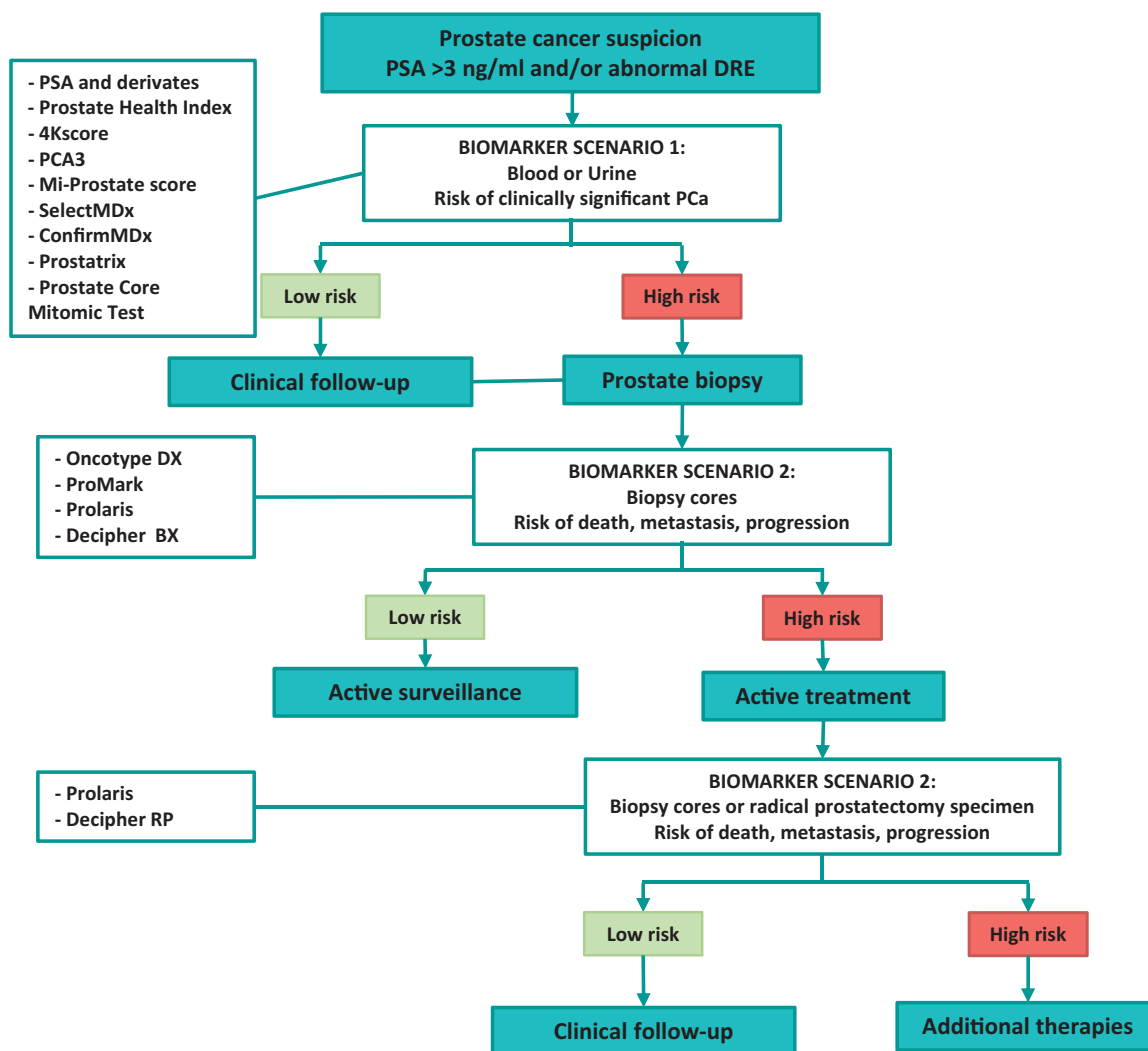 Prostate cancer suspicion
PSA >3 ng/ml and/or abnormal DRE
- PSA and derivates
- Prostate Health Index
- 4Kscore
- PCA3
- Mi-Prostate score
- SelectMDx
- ConfirmMDx
- Prostatrix
- Prostate Core
Mitomic Test
BIOMARKER SCENARIO 1:
Blood or Urine
Risk of clinically significant PCa
Low risk
High risk
Clinical follow-up
Prostate biopsy
- Oncotype DX
- ProMark
- Prolaris
- Decipher BX
BIOMARKER SCENARIO 2:
Biopsy cores
Risk of death, metastasis, progression
Low risk
High risk
Active surveillance
Active treatment
- Prolaris
- Decipher RP
BIOMARKER SCENARIO 2:
Biopsy cores or radical prostatectomy specimen
Risk of death, metastasis, progression
Low risk
High risk
Clinical follow-up
Additional therapies